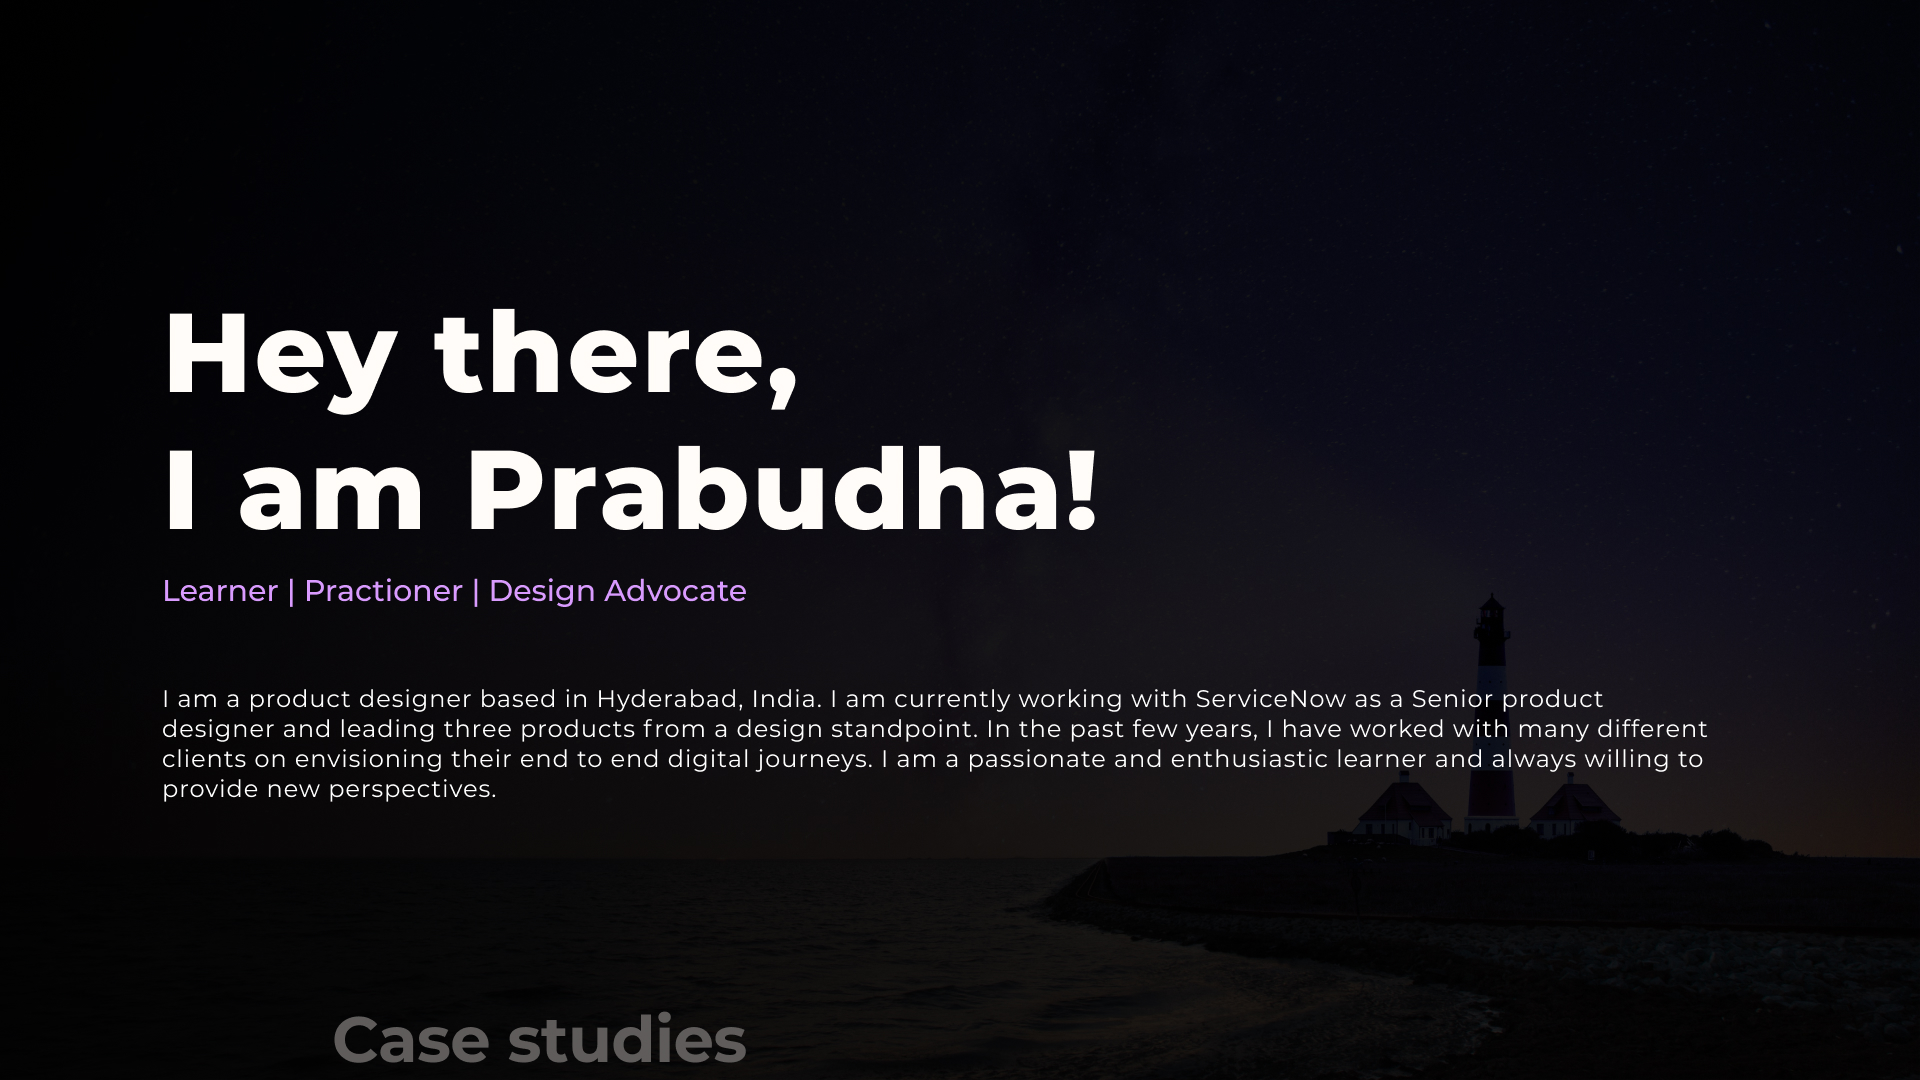 Hey there,
I am Prabudha!
Learner | Practioner | Design Advocate
I am a product designer based in Hyderabad, India. I am currently working with ServiceNow as a Senior product
designer and leading three products from a design standpoint. In the past few years, I have worked with many different
clients on envisioning their end to end digital journeys. I am a passionate and enthusiastic learner and always willing to
provide new perspectives.
Case studies